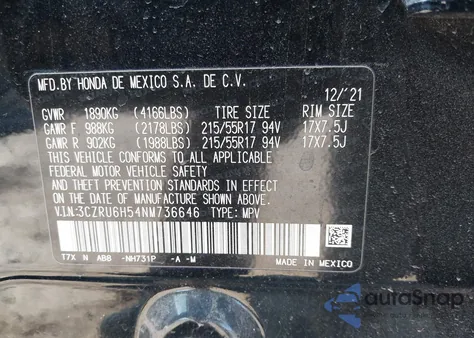 MFD.BY HONDA DE MEXICO S.A. DE C.V.
12/'21
GVWR 1890KG (4166LBS) TIRE SIZE RIM SIZE
GAWR F 988KG (2178LBS) 215/55R17 94V 17X7.5J
GAWR R 902KG (1988LBS) 215/55R17 94V 17X7.5J
THIS VEHICLE CONFORMS TO ALL APPLICABLE
FEDERAL MOTOR VEHICLE SAFETY
STANDARDS IN EFFECT ON THE DATE OF
MANUFACTURE SHOWN ABOVE.
V.I.N:3CZRU6H54NM736646 TYPE: MPV
T7X N ABB -NH731P -A -M MADE IN MEXICO
autoSnap